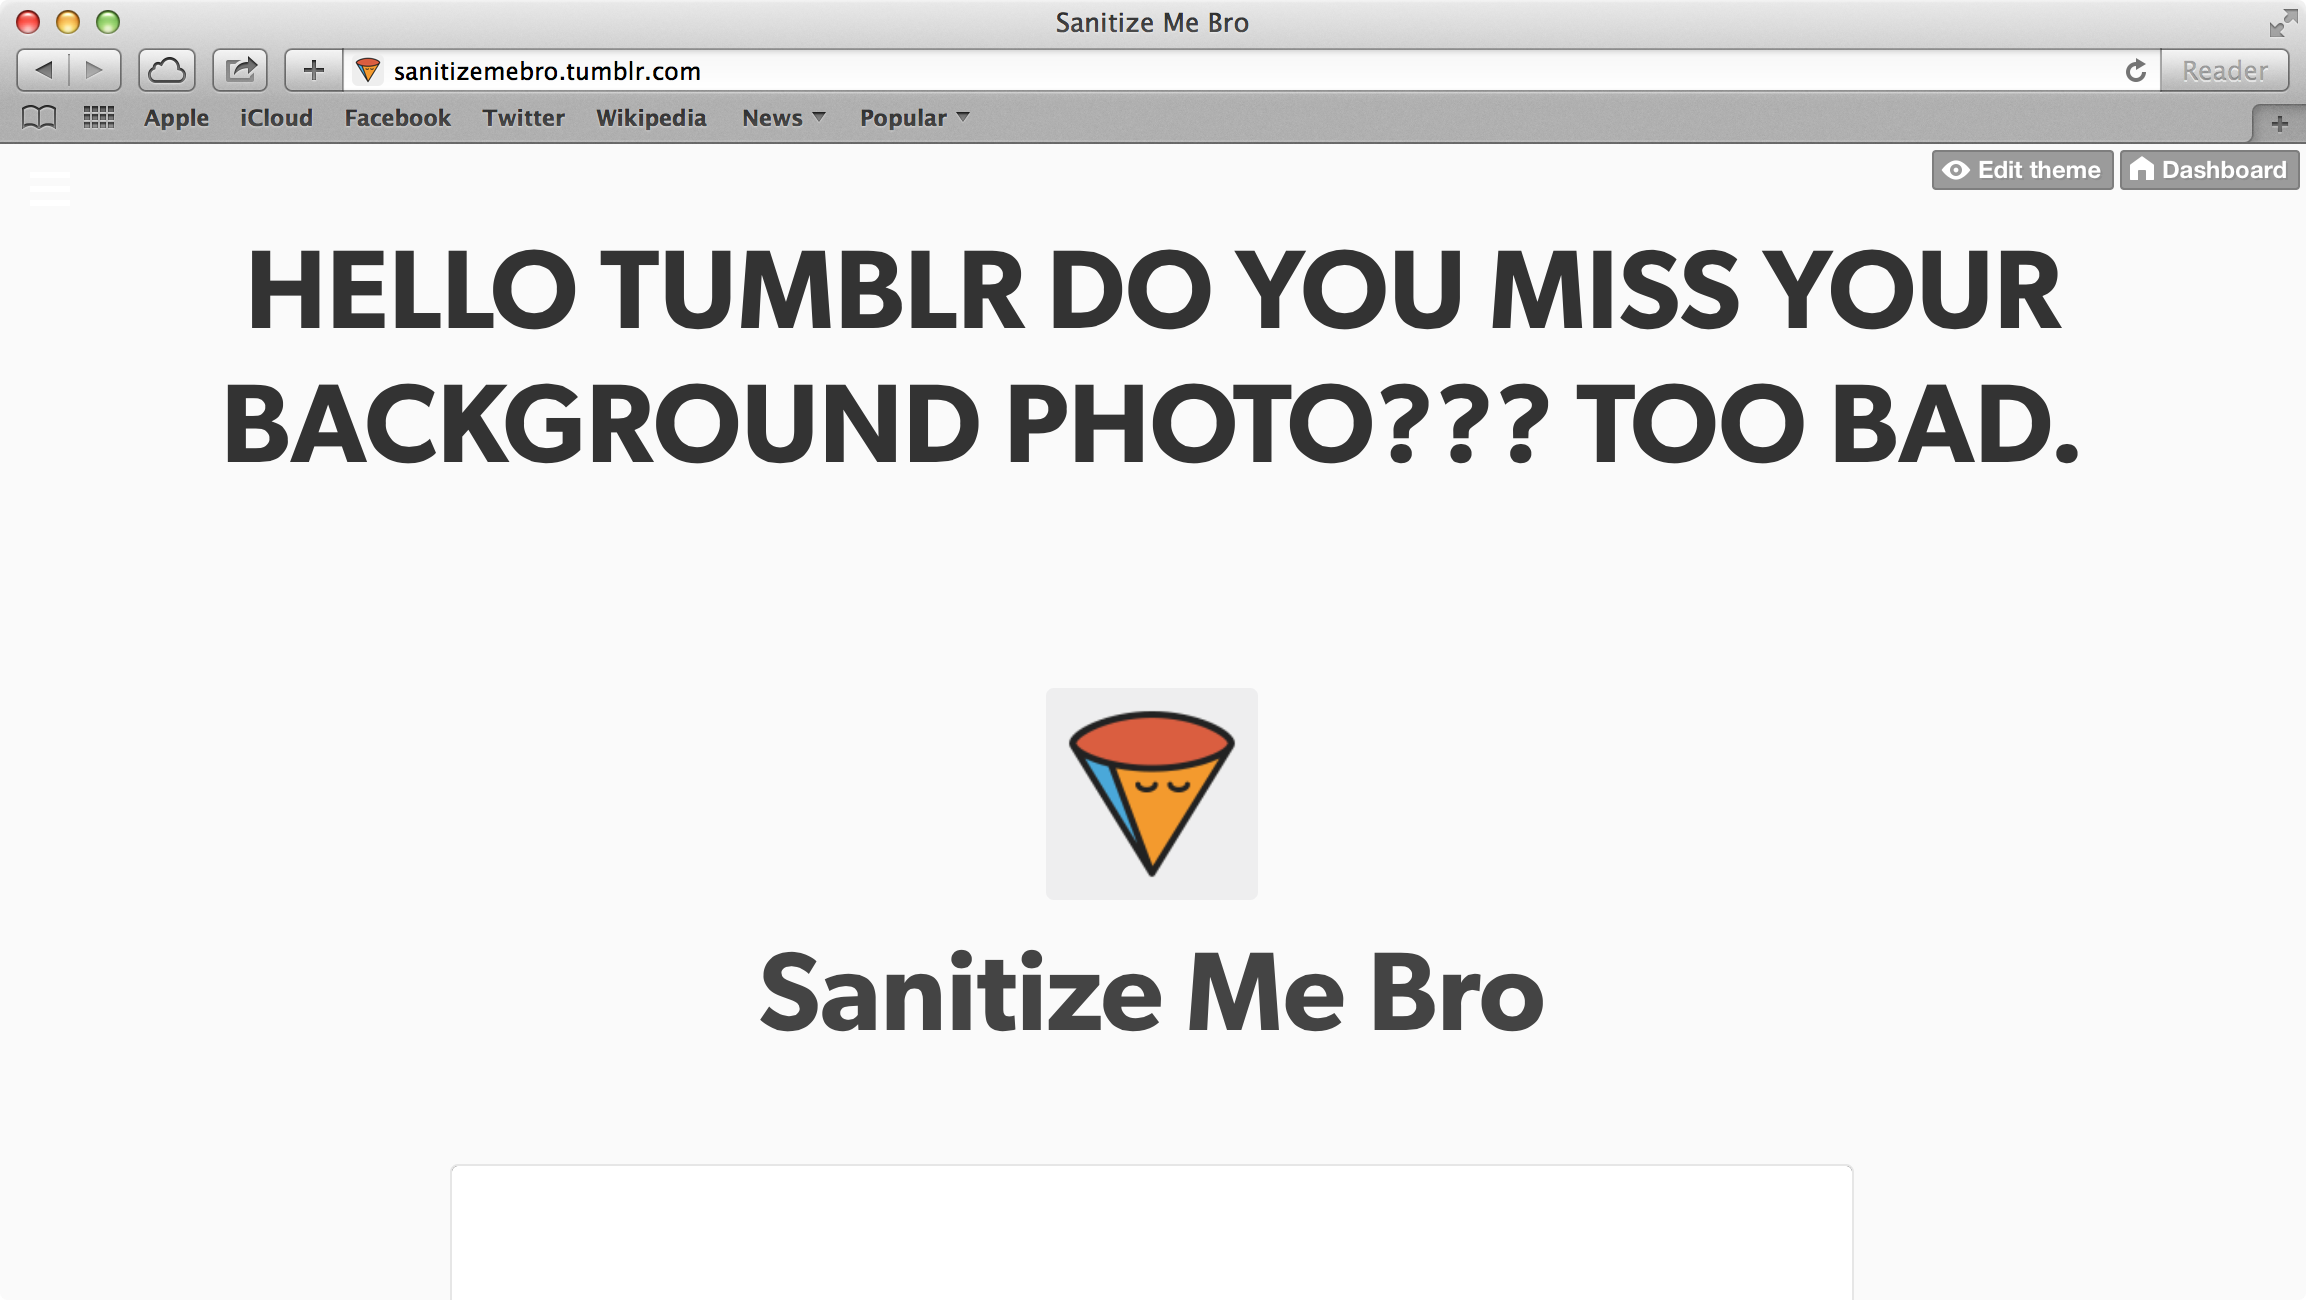 Sanitize Me Bro
sanitizemebro.tumblr.com
Reader
Apple iCloud Facebook Twitter Wikipedia News Popular
Edit theme Dashboard
HELLO TUMBLR DO YOU MISS YOUR
BACKGROUND PHOTO??? TOO BAD.
Sanitize Me Bro